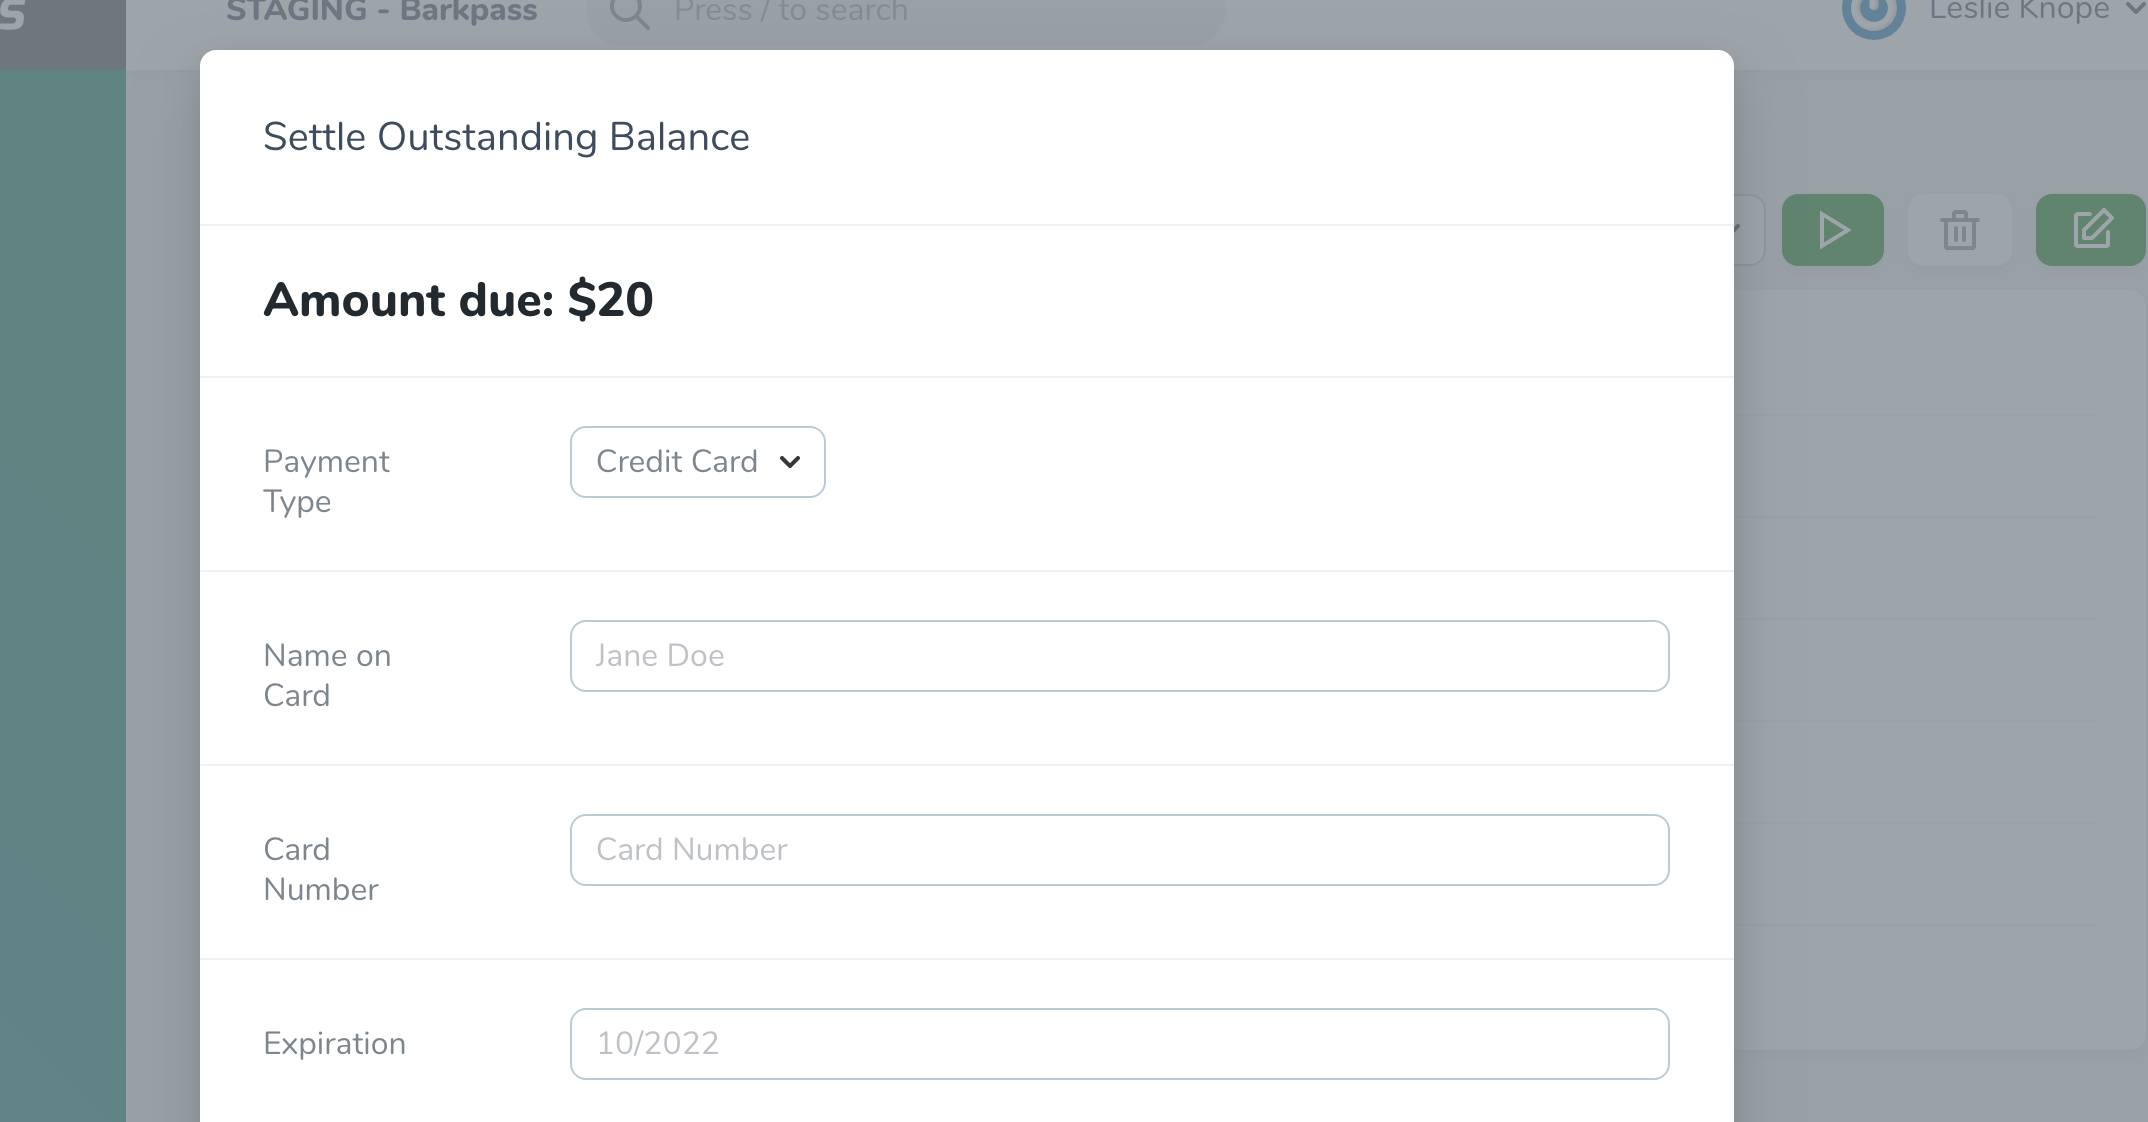 STAGING - Barkpass
Press / to search
Leslie Knope
Settle Outstanding Balance
Amount due: $20
Payment
Type
Credit Card
Name on
Card
Jane Doe
Card
Number
Card Number
Expiration
10/2022